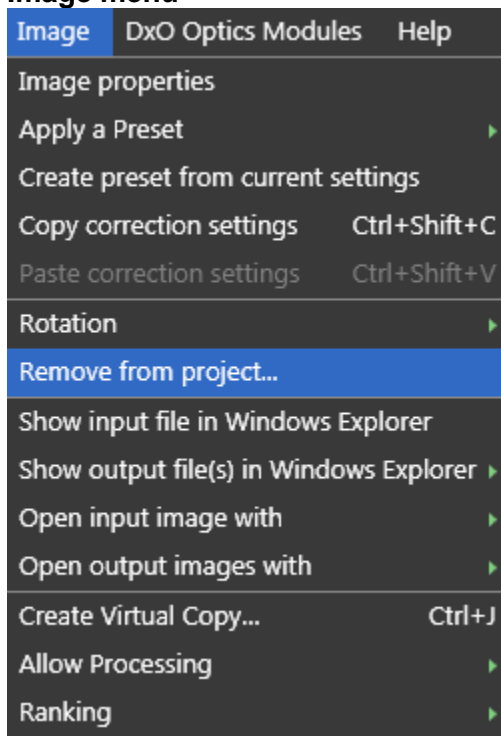 Image menu
Image DxO Optics Modules Help
Image properties
Apply a Preset
Create preset from current settings
Copy correction settings Ctrl+Shift+C
Paste correction settings Ctrl+Shift+V
Rotation
Remove from project...
Show input file in Windows Explorer
Show output file(s) in Windows Explorer
Open input image with
Open output images with
Create Virtual Copy... Ctrl+J
Allow Processing
Ranking